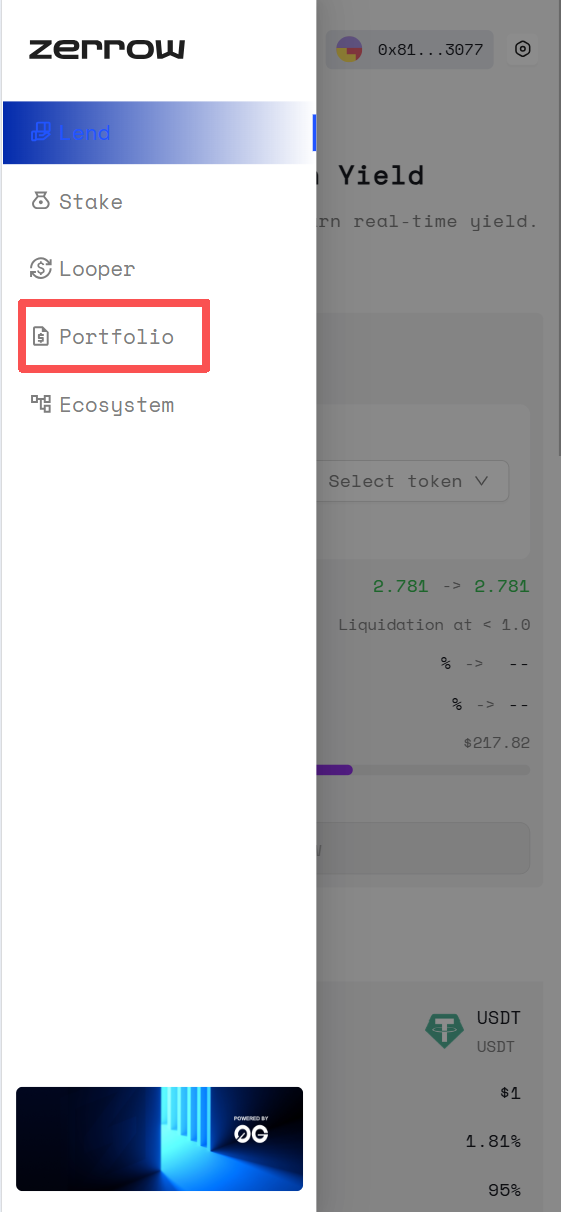 zerrow
0x81...3077
Lend
Yield
Stake
rn real-time yield.
Looper
Portfolio
Ecosystem
Select token
2.781 -> 2.781
Liquidation at < 1.0
% -> --
% -> --
$217.82
USDT
USDT
$1
POWERED BY
0G
1.81%
95%